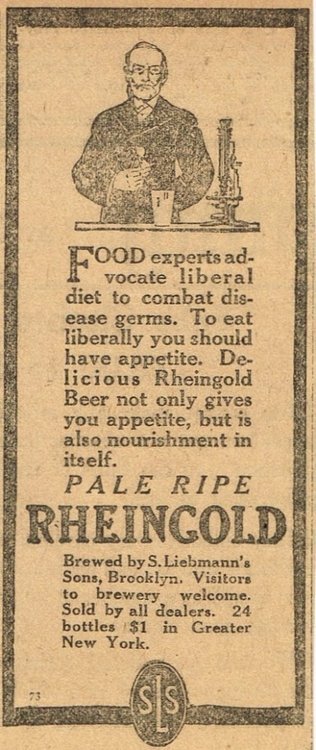 FOOD experts ad-
vocate liberal
diet to combat dis-
ease germs. To eat
liberally you should
have appetite. De-
licious Rheingold
Beer not only gives
you appetite, but is
also nourishment in
itself.
PALE RIPE
RHEINGOLD
Brewed by S. Liebmann's
Sons, Brooklyn. Visitors
to brewery welcome.
Sold by all dealers. 24
bottles $1 in Greater
New York.
73
SLS